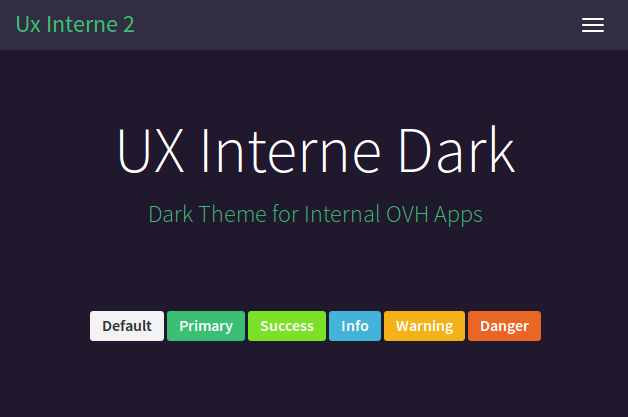 Ux Interne 2
UX Interne Dark
Dark Theme for Internal OVH Apps
Default Primary Success Info Warning Danger